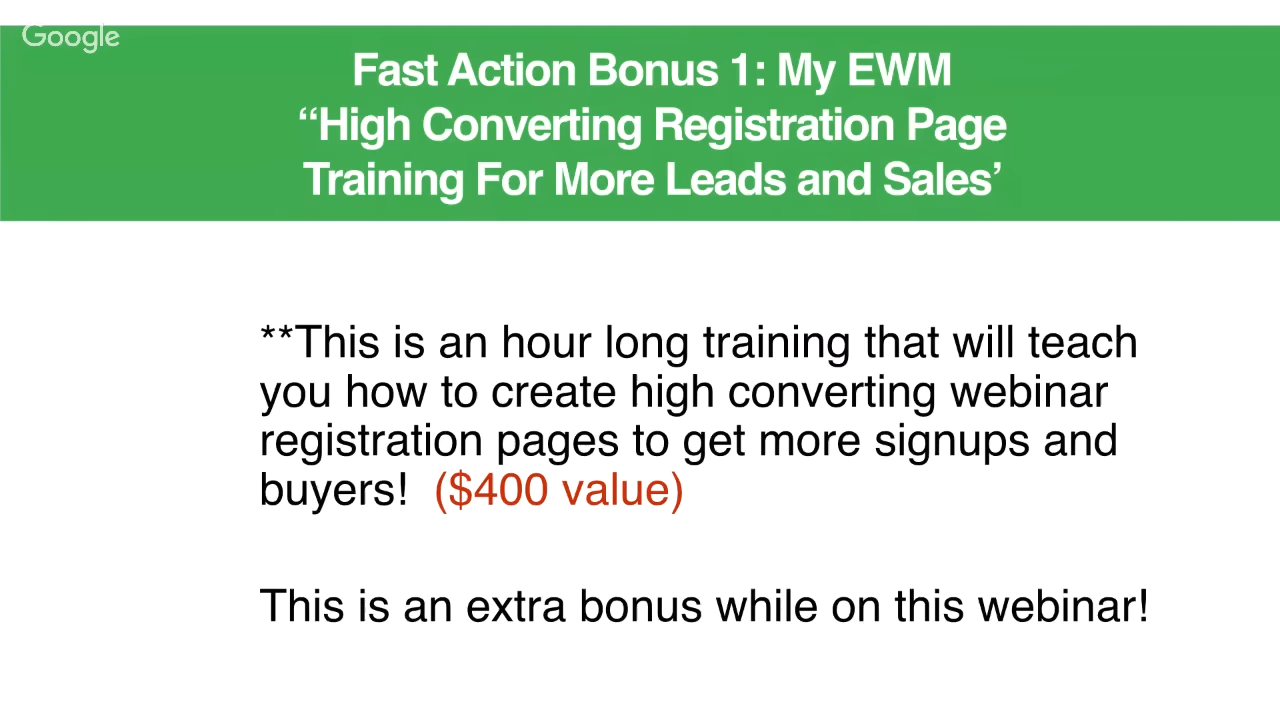 Google
Fast Action Bonus 1: My EWM
“High Converting Registration Page
Training For More Leads and Sales’
**This is an hour long training that will teach
you how to create high converting webinar
registration pages to get more signups and
buyers!  ($400 value)
This is an extra bonus while on this webinar!